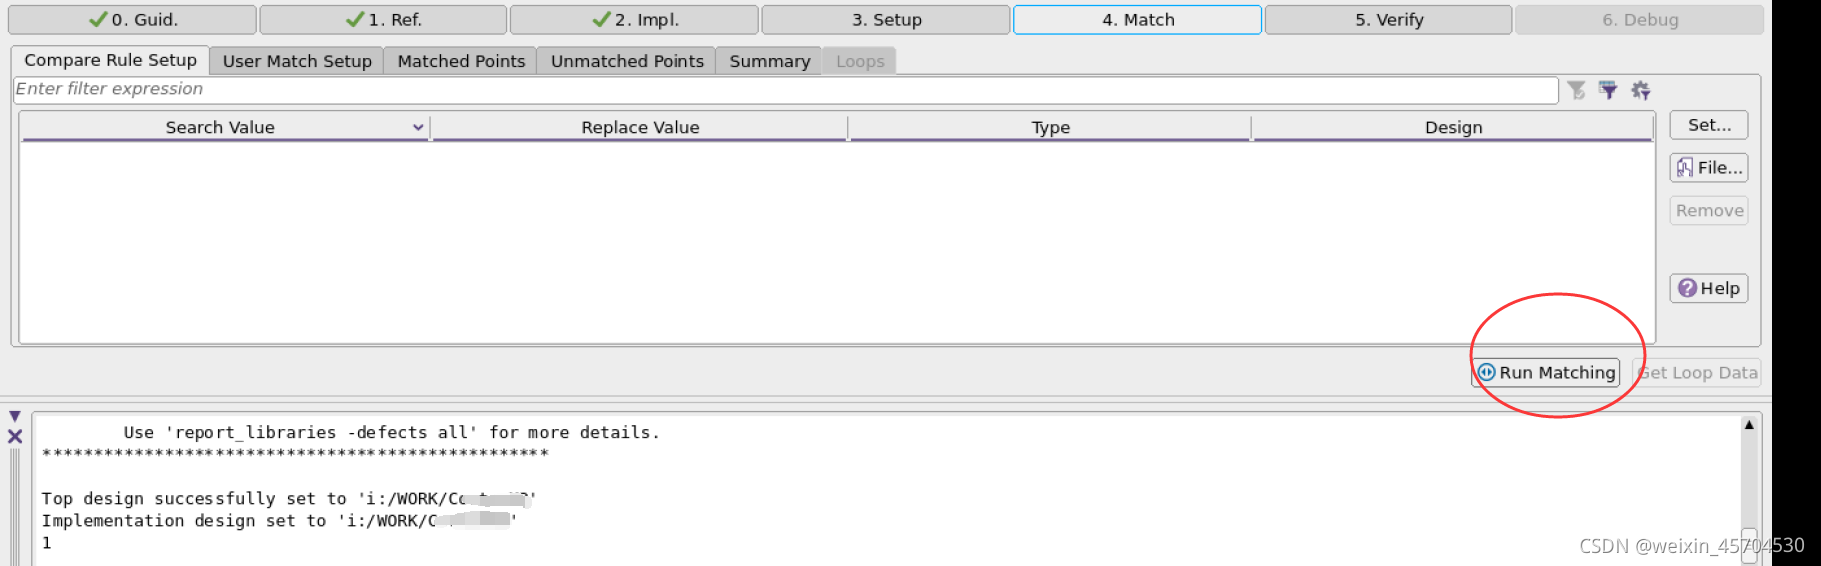 0. Guid. 1. Ref. 2. Impl. 3. Setup 4. Match 5. Verify 6. Debug
Compare Rule Setup User Match Setup Matched Points Unmatched Points Summary Loops
Enter filter expression
Search Value Replace Value Type Design
Set...
File...
Remove
Help
Run Matching Get Loop Data
Use 'report_libraries -defects all' for more details.
*************************************************
Top design successfully set to 'i:/WORK/Co
Implementation design set to 'i:/WORK/C
1
CSDN @weixin_45704530